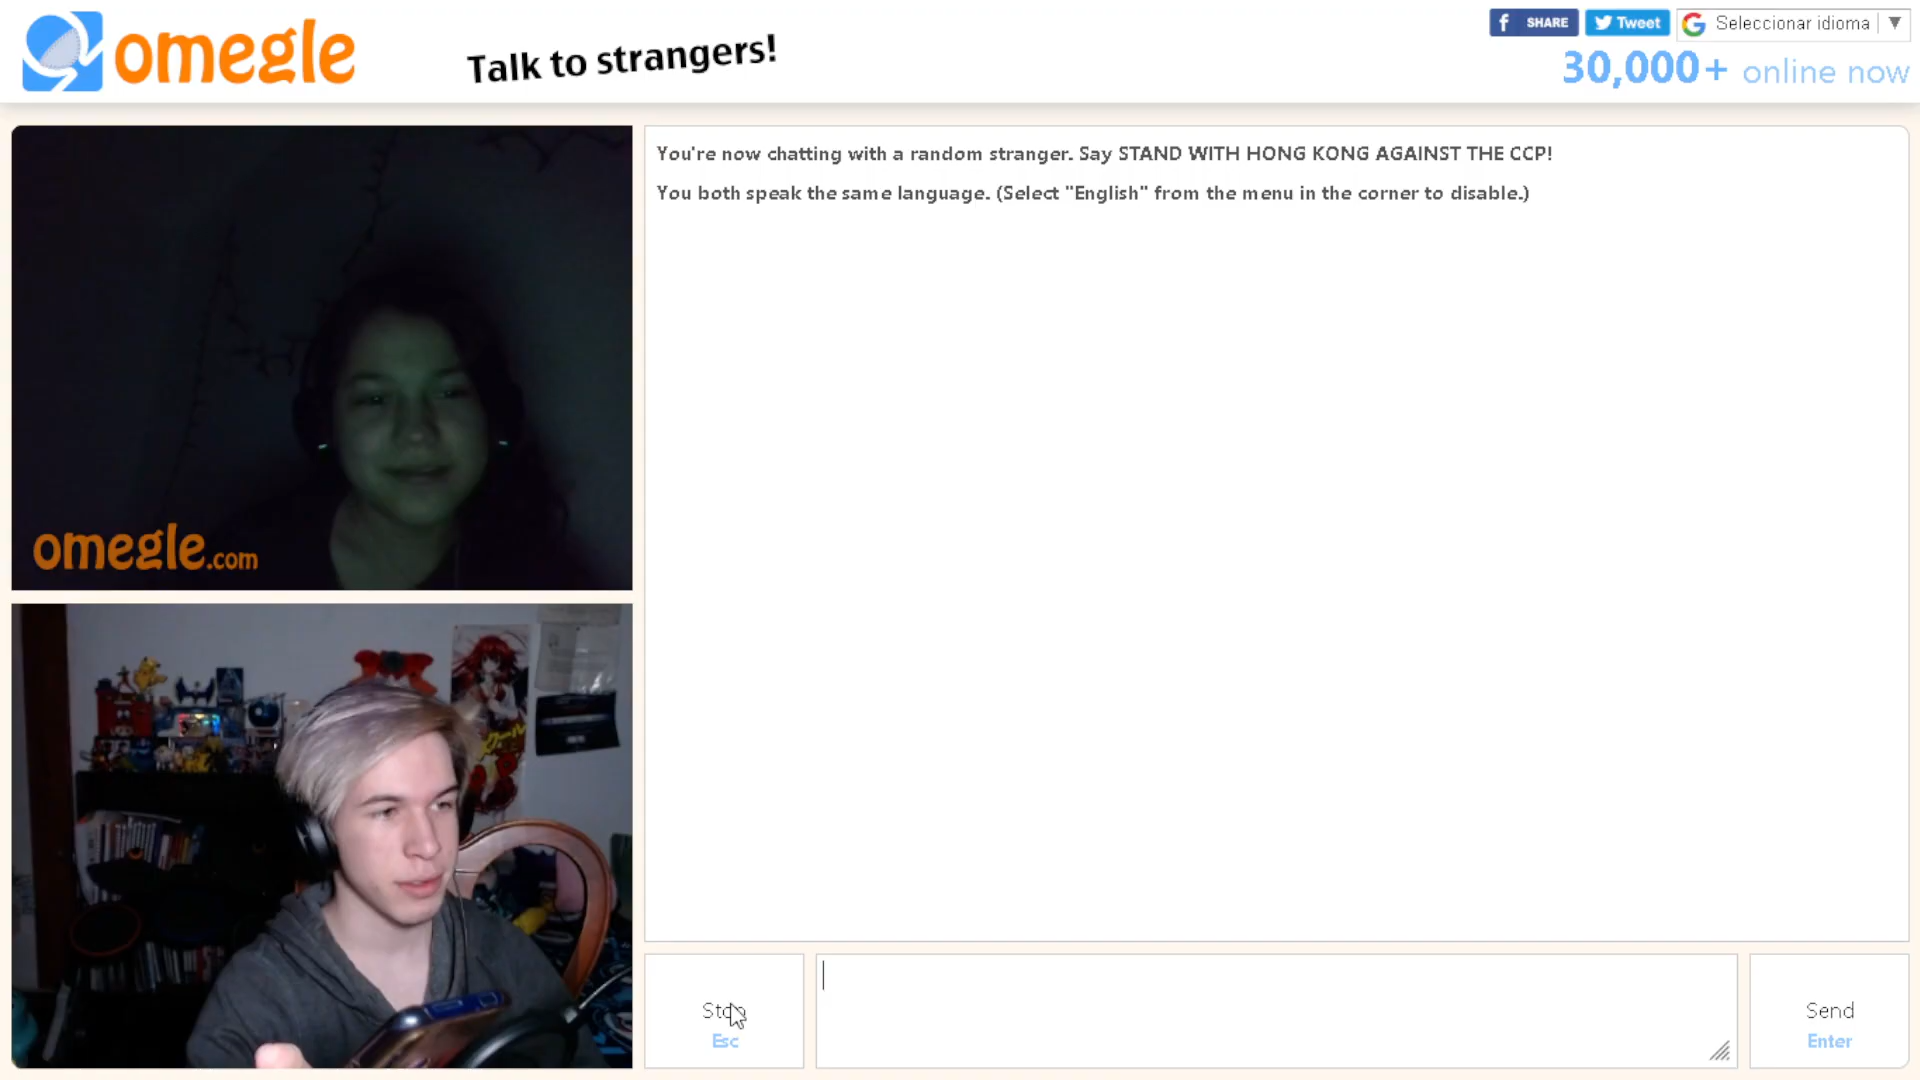 omegle
Talk to strangers!
f SHARE
Tweet
G Seleccionar idioma ▼
30,000+ online now
You're now chatting with a random stranger. Say STAND WITH HONG KONG AGAINST THE CCP!
You both speak the same language. (Select "English" from the menu in the corner to disable.)
omegle.com
Stop
Esc
Send
Enter